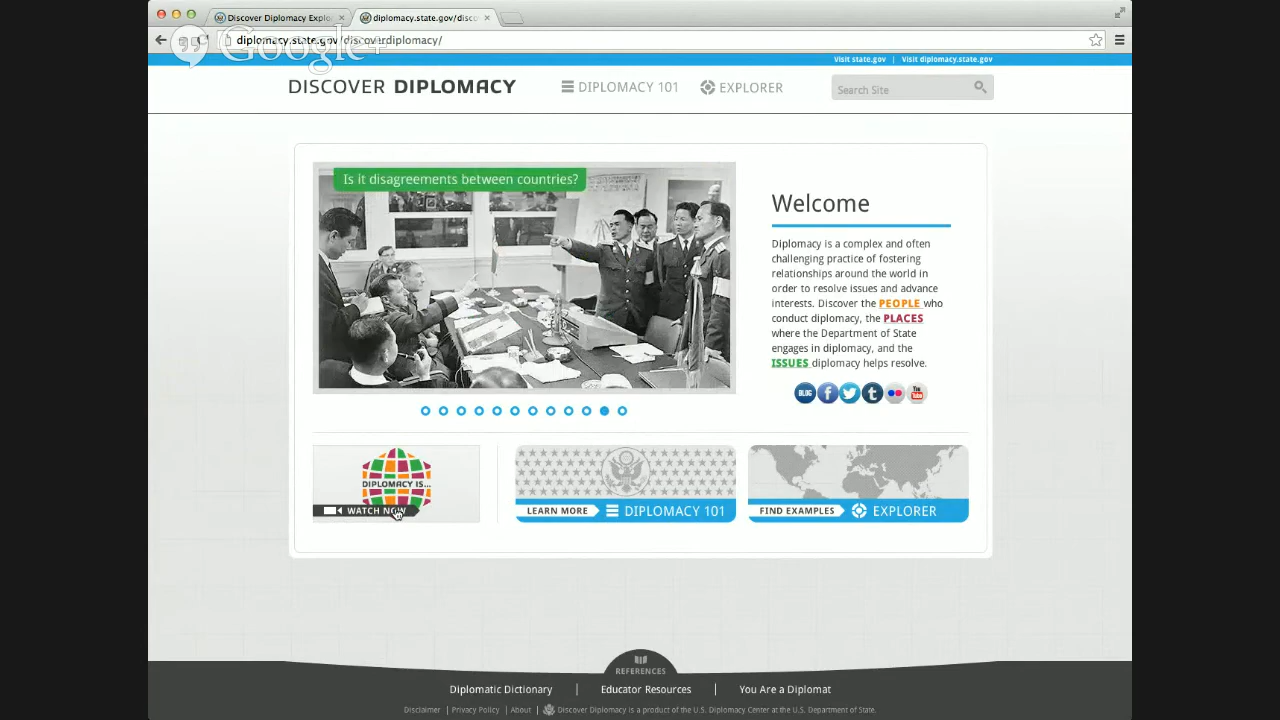 Discover Diplomacy Explo
diplomacy.state.gov/disco
diplomacy.state.gov/discoverdiplomacy/
Google+
Visit state.gov | Visit diplomacy.state.gov
DISCOVER DIPLOMACY
DIPLOMACY 101
EXPLORER
Search Site
Is it disagreements between countries?
Welcome
Diplomacy is a complex and often
challenging practice of fostering
relationships around the world in
order to resolve issues and advance
interests. Discover the PEOPLE who
conduct diplomacy, the PLACES
where the Department of State
engages in diplomacy, and the
ISSUES diplomacy helps resolve.
BLOG
You Tube
DIPLOMACY IS...
WATCH NOW
LEARN MORE
DIPLOMACY 101
FIND EXAMPLES
EXPLORER
REFERENCES
Diplomatic Dictionary | Educator Resources | You Are a Diplomat
Disclaimer | Privacy Policy | About | Discover Diplomacy is a product of the U.S. Diplomacy Center at the U.S. Department of State.